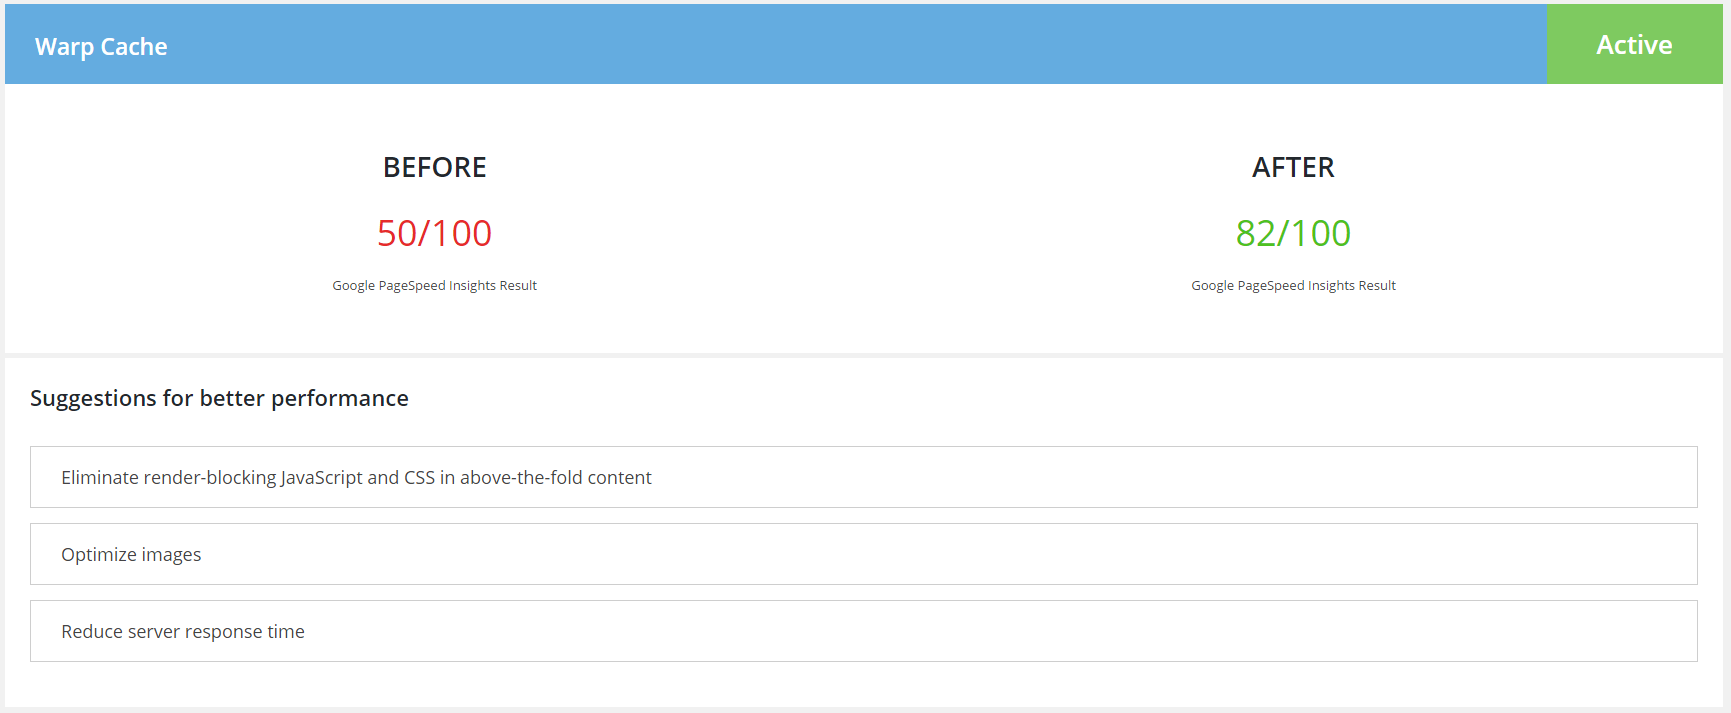 Warp Cache
Active
BEFORE
50/100
Google PageSpeed Insights Result
AFTER
82/100
Google PageSpeed Insights Result
Suggestions for better performance
Eliminate render-blocking JavaScript and CSS in above-the-fold content
Optimize images
Reduce server response time